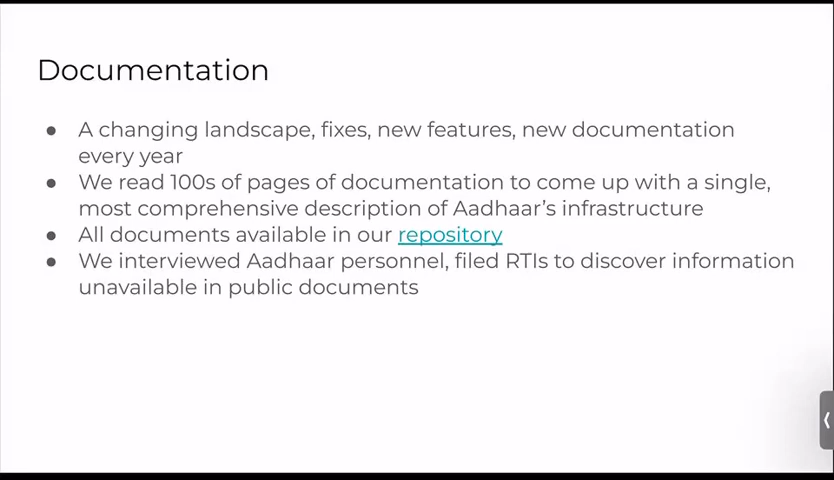 Documentation
● A changing landscape, fixes, new features, new documentation
every year
● We read 100s of pages of documentation to come up with a single,
most comprehensive description of Aadhaar's infrastructure
● All documents available in our repository
● We interviewed Aadhaar personnel, filed RTIs to discover information
unavailable in public documents